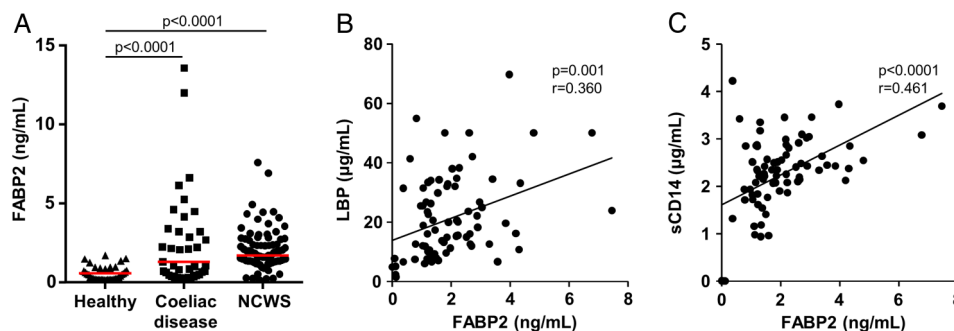 A
p<0.0001
p<0.0001
FABP2 (ng/mL)
15
10
5
0
Healthy
Coeliac
disease
NCWS
B
p=0.001
r=0.360
LBP (µg/mL)
80
60
40
20
0
0
2
4
6
8
FABP2 (ng/mL)
C
p<0.0001
r=0.461
sCD14 (µg/mL)
5
4
3
2
1
0
0
2
4
6
8
FABP2 (ng/mL)